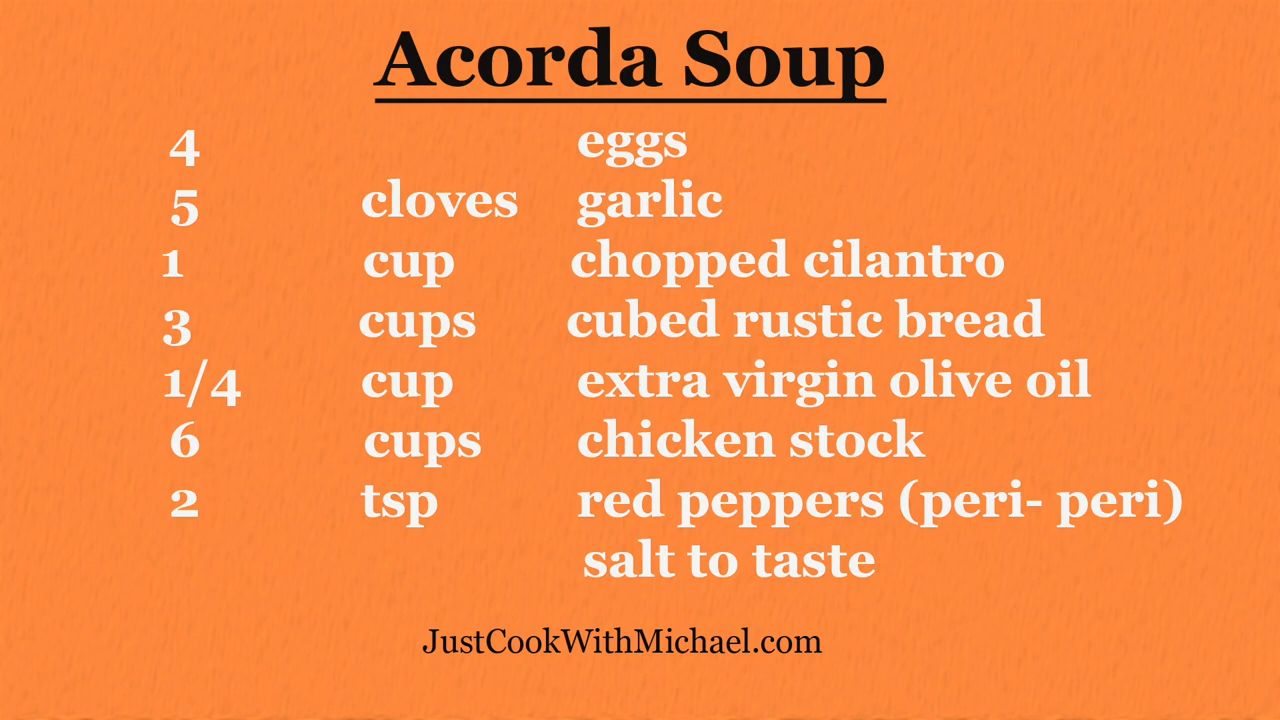 Acorda Soup
4 eggs
5 cloves garlic
1 cup chopped cilantro
3 cups cubed rustic bread
1/4 cup extra virgin olive oil
6 cups chicken stock
2 tsp red peppers (peri- peri)
salt to taste
JustCookWithMichael.com